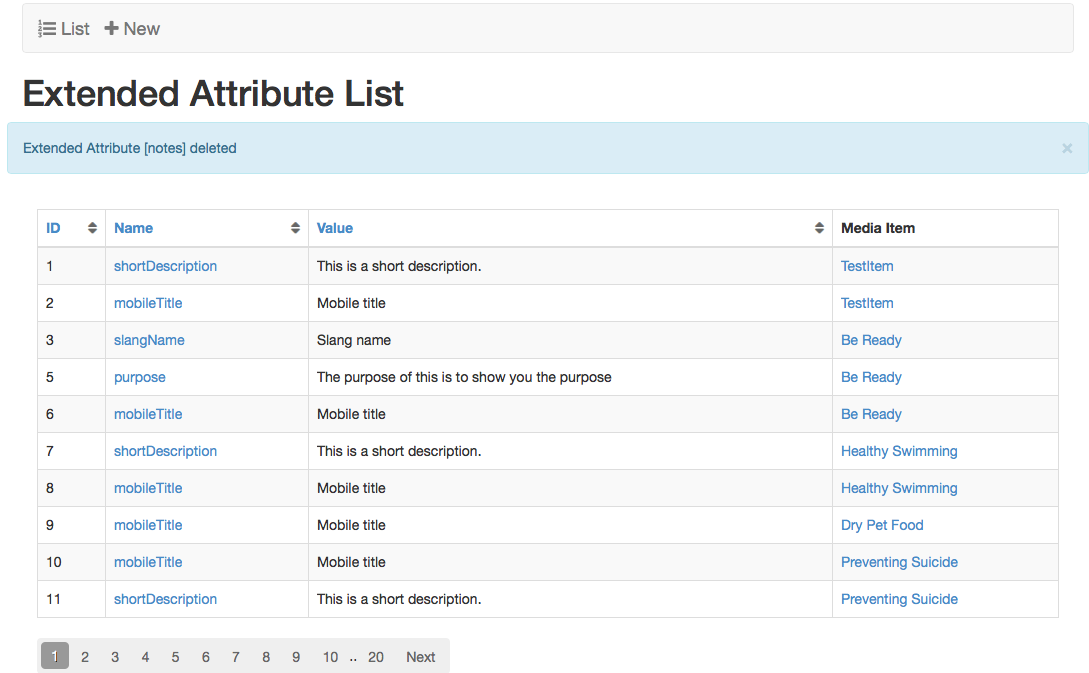 List New
Extended Attribute List
Extended Attribute [notes] deleted ×
ID Name Value Media Item
1 shortDescription This is a short description. TestItem
2 mobileTitle Mobile title TestItem
3 slangName Slang name Be Ready
5 purpose The purpose of this is to show you the purpose Be Ready
6 mobileTitle Mobile title Be Ready
7 shortDescription This is a short description. Healthy Swimming
8 mobileTitle Mobile title Healthy Swimming
9 mobileTitle Mobile title Dry Pet Food
10 mobileTitle Mobile title Preventing Suicide
11 shortDescription This is a short description. Preventing Suicide
1 2 3 4 5 6 7 8 9 10 .. 20 Next